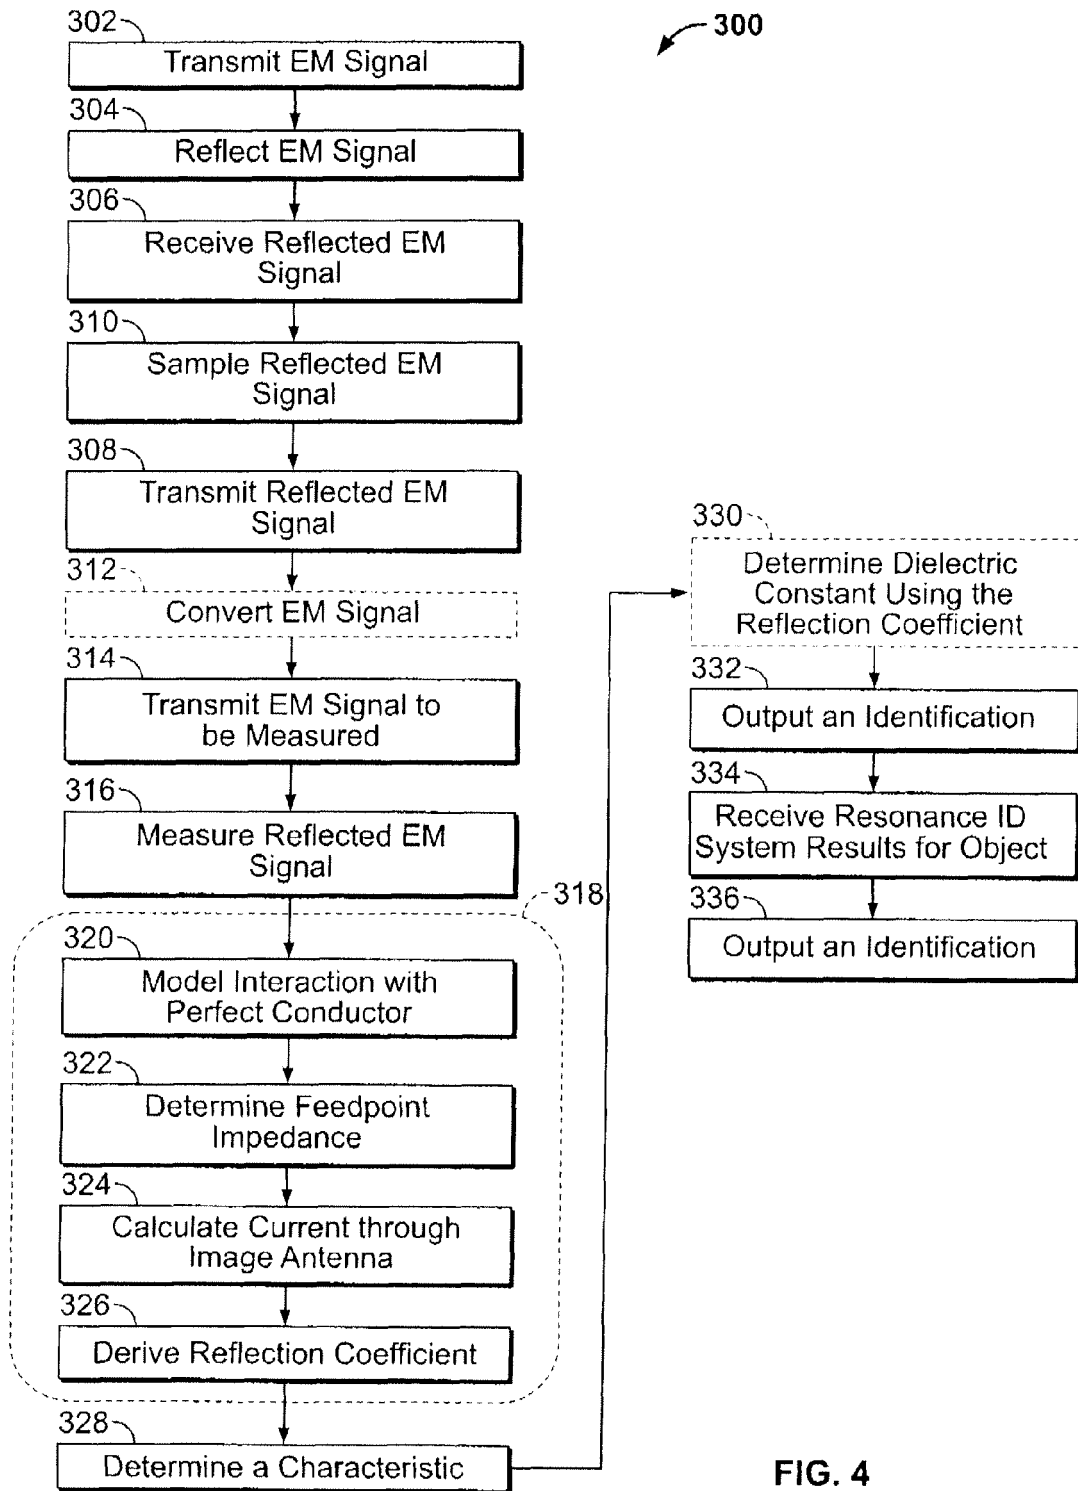 300
302
Transmit EM Signal
304
Reflect EM Signal
306
Receive Reflected EM
Signal
310
Sample Reflected EM
Signal
308
Transmit Reflected EM
Signal
312
Convert EM Signal
314
Transmit EM Signal to
be Measured
316
Measure Reflected EM
Signal
318
320
Model Interaction with
Perfect Conductor
322
Determine Feedpoint
Impedance
324
Calculate Current through
Image Antenna
326
Derive Reflection Coefficient
328
Determine a Characteristic
330
Determine Dielectric
Constant Using the
Reflection Coefficient
332
Output an Identification
334
Receive Resonance ID
System Results for Object
336
Output an Identification
FIG. 4